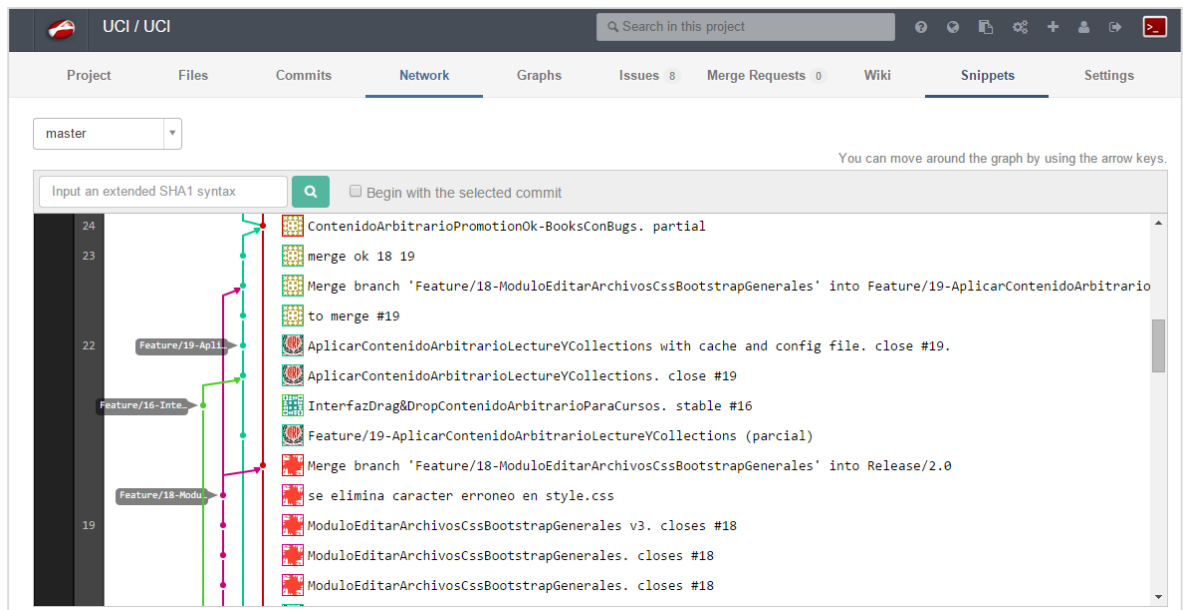 UCI / UCI
Search in this project
Project Files Commits Network Graphs Issues 8 Merge Requests 0 Wiki Snippets Settings
master
You can move around the graph by using the arrow keys.
Input an extended SHA1 syntax
Begin with the selected commit
24 ContenidoArbitrarioPromotionOk-BooksConBugs. partial
23 merge ok 18 19
Merge branch 'Feature/18-ModuloEditarArchivosCssBootstrapGenerales' into Feature/19-AplicarContenidoArbitrario
to merge #19
22 Feature/19-Apli… AplicarContenidoArbitrarioLectureYCollections with cache and config file. close #19.
AplicarContenidoArbitrarioLectureYCollections. close #19
Feature/16-Inte… InterfazDrag&DropContenidoArbitrarioParaCursos. stable #16
Feature/19-AplicarContenidoArbitrarioLectureYCollections (parcial)
Merge branch 'Feature/18-ModuloEditarArchivosCssBootstrapGenerales' into Release/2.0
Feature/18-Modu… se elimina caracter erroneo en style.css
19 ModuloEditarArchivosCssBootstrapGenerales v3. closes #18
ModuloEditarArchivosCssBootstrapGenerales. closes #18
ModuloEditarArchivosCssBootstrapGenerales. closes #18